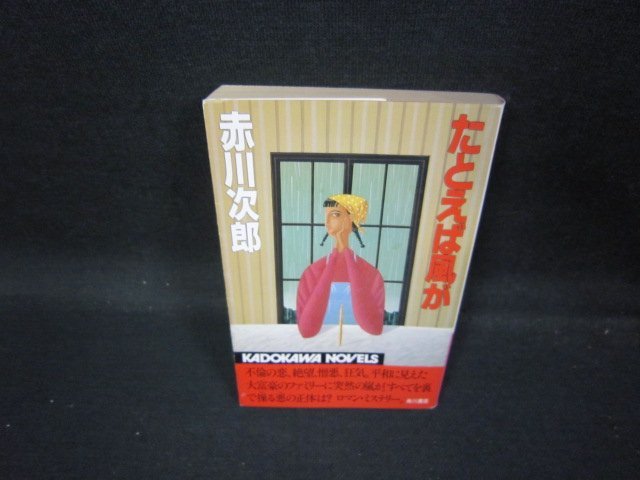 たとえば風が
赤川次郎
KADOKAWA NOVELS
不倫の恋、絶望、憎悪、狂気。平和に見えた
大富豪のファミリーに突然の嵐が！すべてを裏
で操る悪の正体は？ ロマン・ミステリー。
角川書店